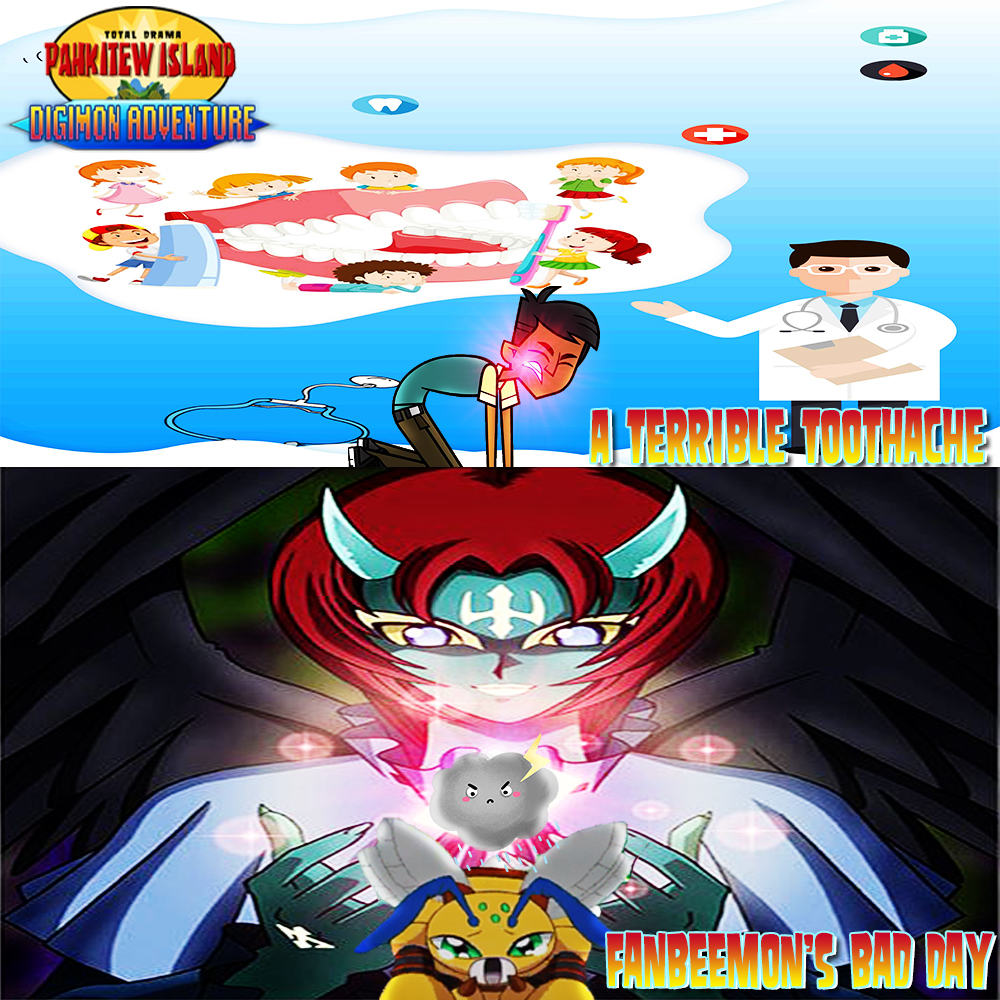 TOTAL DRAMA
PAHKITEW ISLAND
DIGIMON ADVENTURE
A TERRIBLE TOOTHACHE
FANBEEMON'S BAD DAY